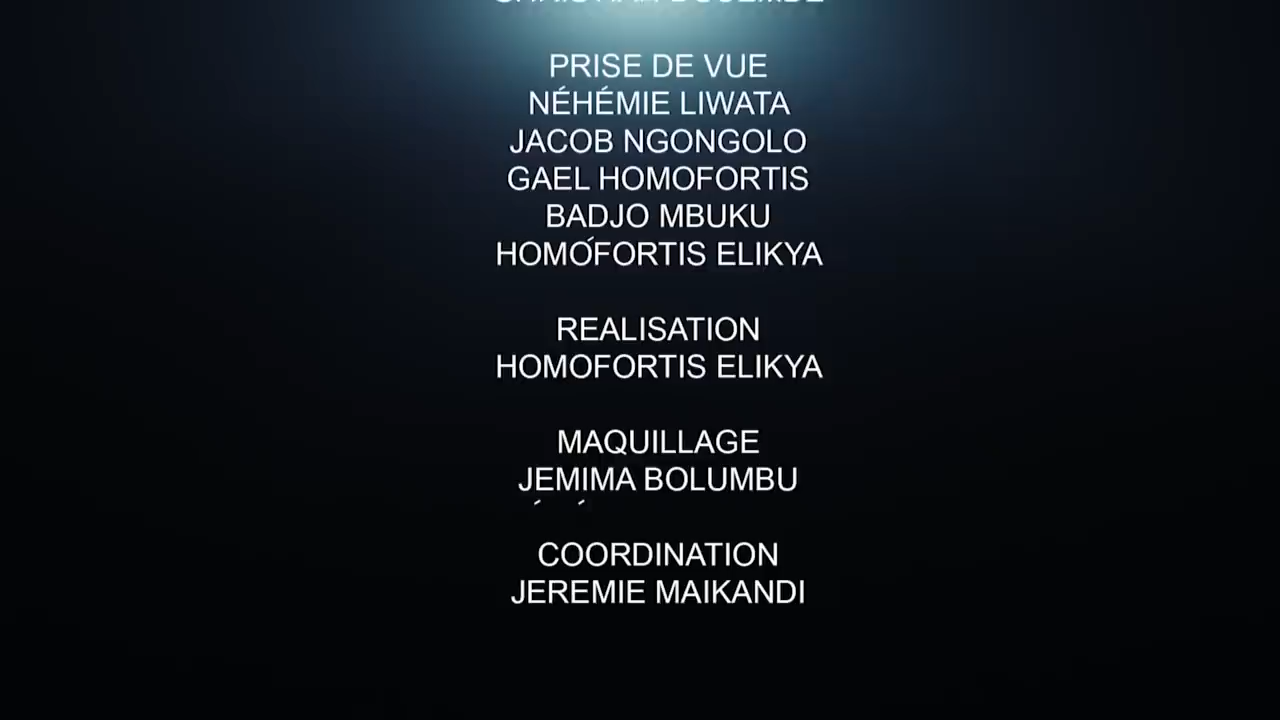 PRISE DE VUE
NÉHÉMIE LIWATA
JACOB NGONGOLO
GAEL HOMOFORTIS
BADJO MBUKU
HOMOFORTIS ELIKYA
REALISATION
HOMOFORTIS ELIKYA
MAQUILLAGE
JEMIMA BOLUMBU
COORDINATION
JEREMIE MAIKANDI